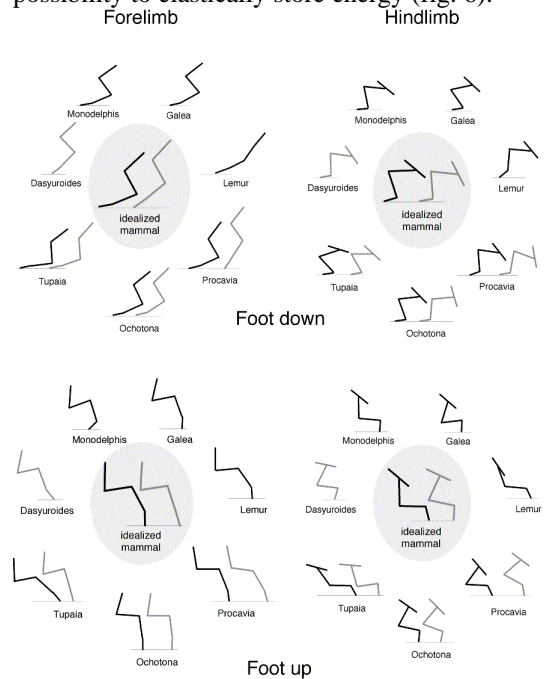 possibility to elastically store energy (fig. 6).
Forelimb Hindlimb
Monodelphis Galea Monodelphis Galea
Dasyuroides Lemur Dasyuroides Lemur
idealized idealized
mammal mammal
Tupaia Procavia Tupaia Procavia
Ochotona Ochotona
Foot down
Monodelphis Galea Monodelphis Galea
Dasyuroides Lemur Dasyuroides Lemur
idealized idealized
mammal mammal
Tupaia Procavia Tupaia Procavia
Ochotona Ochotona
Foot up